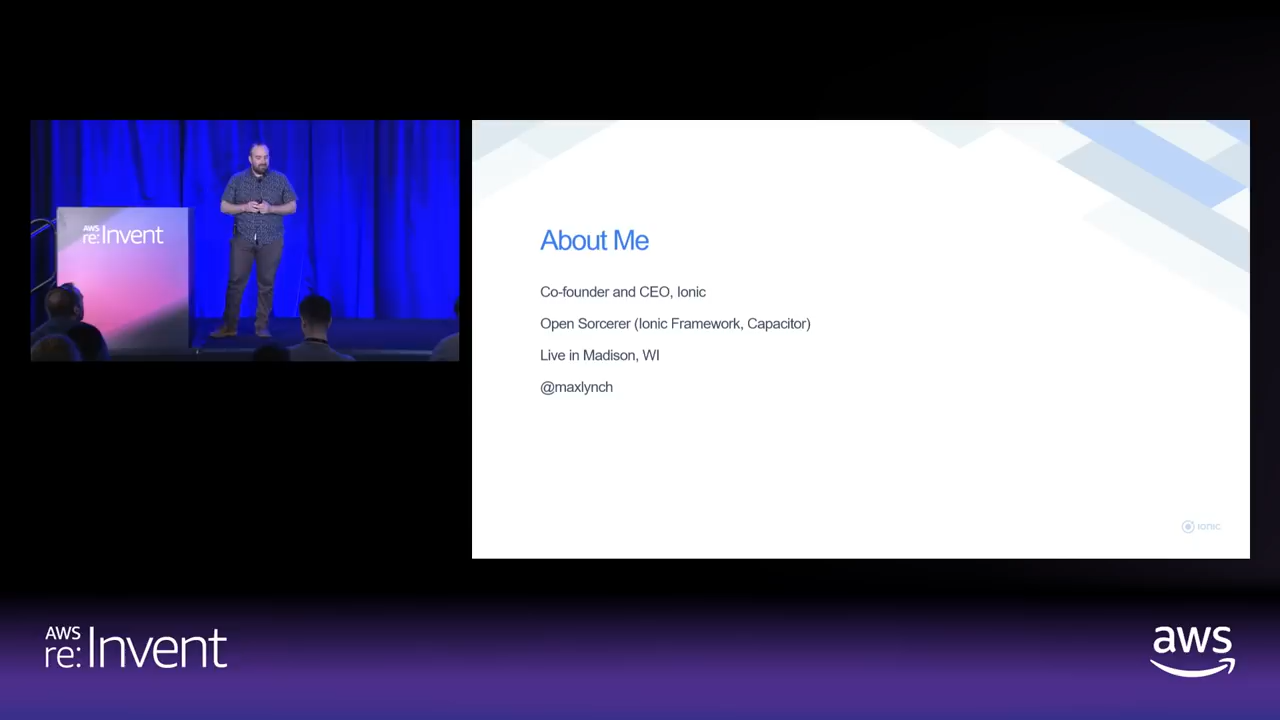 AWS
re:Invent
About Me
Co-founder and CEO, Ionic
Open Sorcerer (Ionic Framework, Capacitor)
Live in Madison, WI
@maxlynch
IONIC
AWS
re:Invent
aws